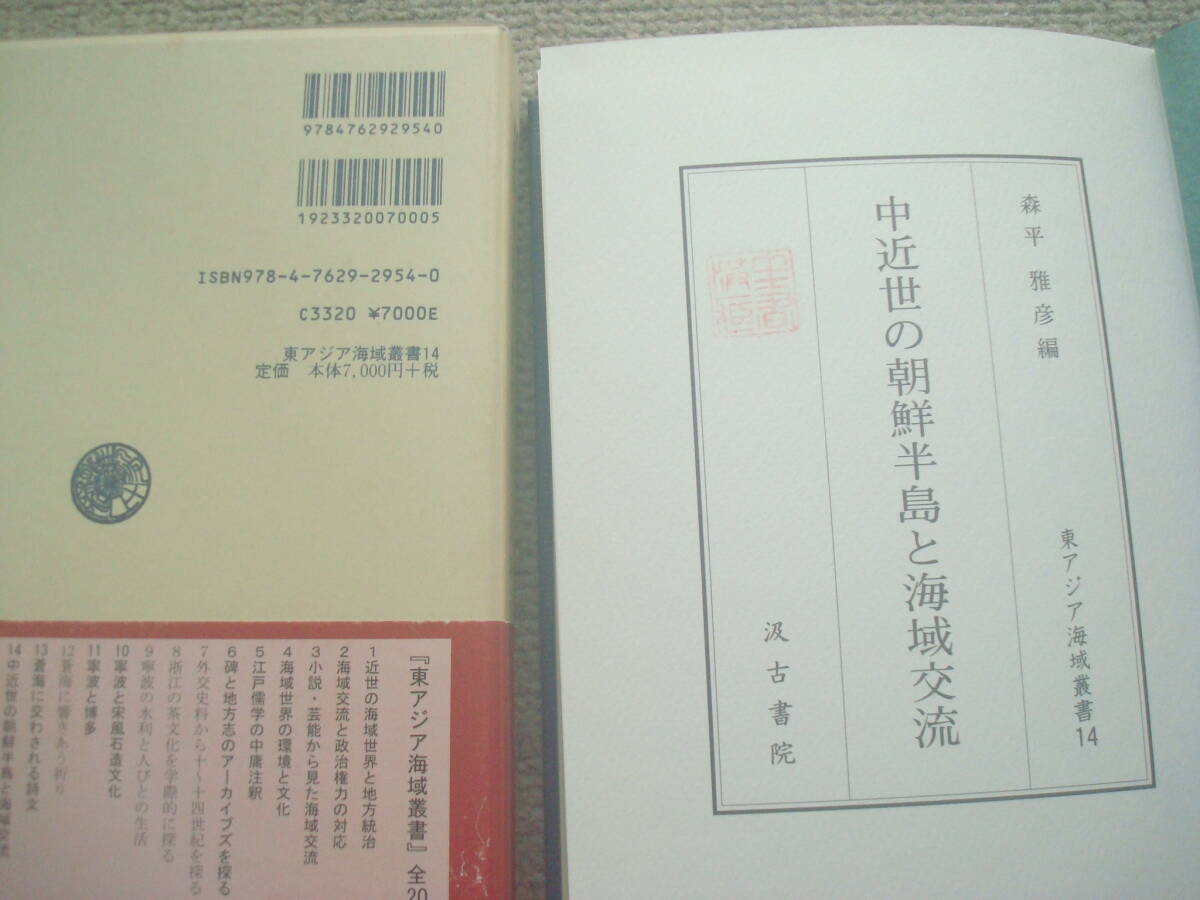 9784762929540
1923320070005
ISBN978-4-7629-2954-0
C3320 ¥7000E
東アジア海域叢書14
定価 本体7,000円+税
『東アジア海域叢書』 全20
1近世の海域世界と地方統治
2海域交流と政治権力の対応
3小説・芸能から見た海域交流
4海域世界の環境と文化
5江戸儒学の中庸注釈
6碑と地方志のアーカイブズを探る
7外交史料から十〜十四世紀を探る
8浙江の茶文化を学際的に探る
9寧波の水利と人びとの生活
10寧波と宋風石造文化
11寧波と博多
12蒼海に響きあう祈り
13蒼海に交わされる詩文
14中近世の朝鮮半島と海域交流
森平雅彦編
東アジア海域叢書14
中近世の朝鮮半島と海域交流
汲古書院